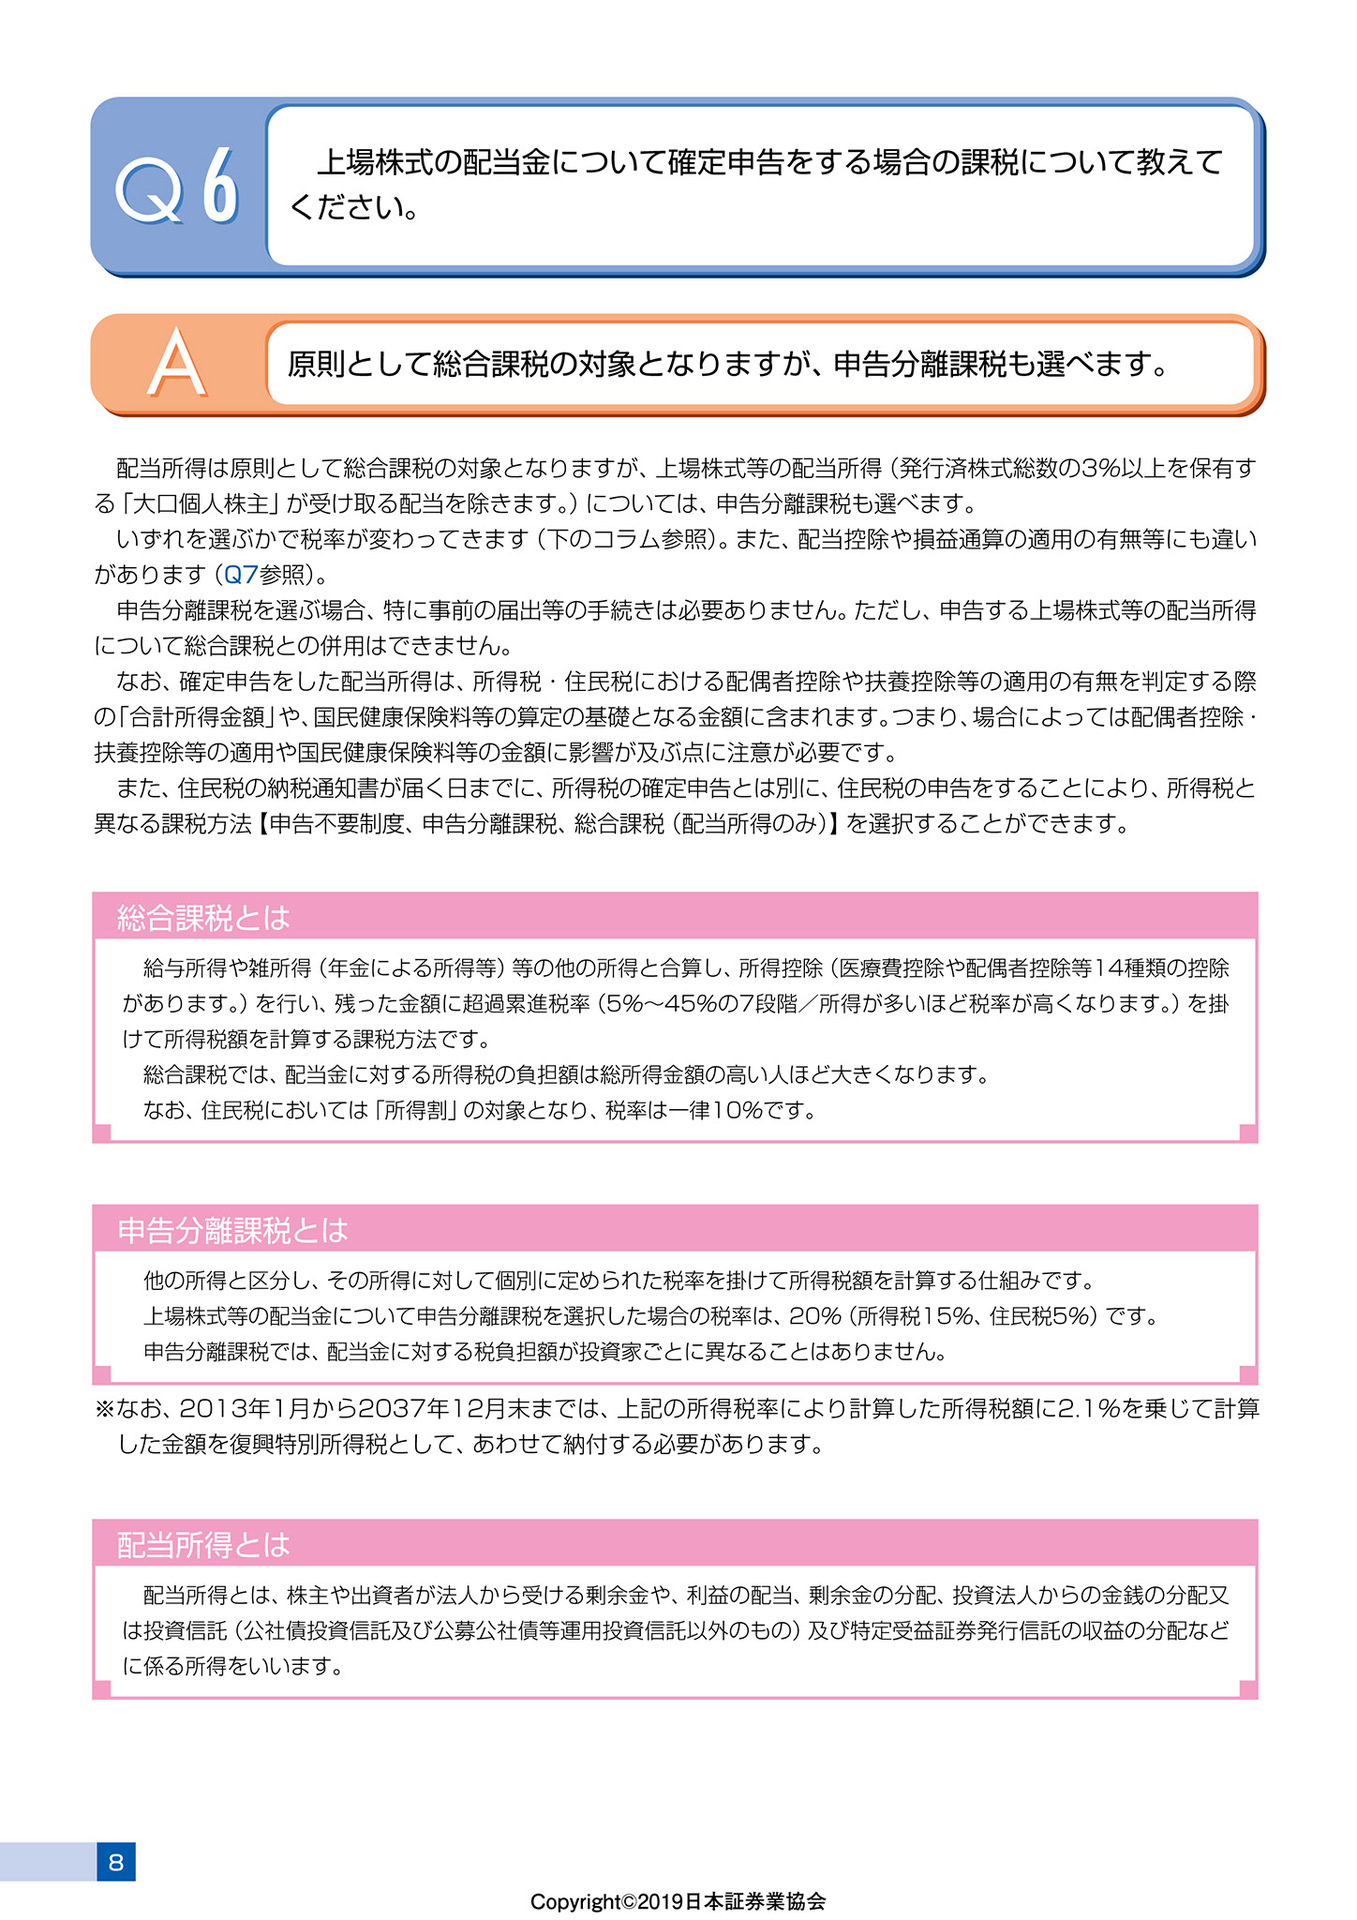 Q6
上場株式の配当金について確定申告をする場合の課税について教えて
ください。
A
原則として総合課税の対象となりますが、申告分離課税も選べます。
配当所得は原則として総合課税の対象となりますが、上場株式等の配当所得（発行済株式総数の3％以上を保有す
る「大口個人株主」が受け取る配当を除きます。）については、申告分離課税も選べます。
いずれを選ぶかで税率が変わってきます（下のコラム参照）。また、配当控除や損益通算の適用の有無等にも違い
があります（Q7参照）。
申告分離課税を選ぶ場合、特に事前の届出等の手続きは必要ありません。ただし、申告する上場株式等の配当所得
について総合課税との併用はできません。
なお、確定申告をした配当所得は、所得税・住民税における配偶者控除や扶養控除等の適用の有無を判定する際
の「合計所得金額」や、国民健康保険料等の算定の基礎となる金額に含まれます。つまり、場合によっては配偶者控除・
扶養控除等の適用や国民健康保険料等の金額に影響が及ぶ点に注意が必要です。
また、住民税の納税通知書が届く日までに、所得税の確定申告とは別に、住民税の申告をすることにより、所得税と
異なる課税方法【申告不要制度、申告分離課税、総合課税（配当所得のみ）】を選択することができます。
総合課税とは
給与所得や雑所得（年金による所得等）等の他の所得と合算し、所得控除（医療費控除や配偶者控除等14種類の控除
があります。）を行い、残った金額に超過累進税率（5％～45％の7段階／所得が多いほど税率が高くなります。）を掛
けて所得税額を計算する課税方法です。
総合課税では、配当金に対する所得税の負担額は総所得金額の高い人ほど大きくなります。
なお、住民税においては「所得割」の対象となり、税率は一律10％です。
申告分離課税とは
他の所得と区分し、その所得に対して個別に定められた税率を掛けて所得税額を計算する仕組みです。
上場株式等の配当金について申告分離課税を選択した場合の税率は、20％（所得税15％、住民税5％）です。
申告分離課税では、配当金に対する税負担額が投資家ごとに異なることはありません。
※なお、2013年1月から2037年12月末までは、上記の所得税率により計算した所得税額に2.1％を乗じて計算
した金額を復興特別所得税として、あわせて納付する必要があります。
配当所得とは
配当所得とは、株主や出資者が法人から受ける剰余金や、利益の配当、剰余金の分配、投資法人からの金銭の分配又
は投資信託（公社債投資信託及び公募公社債等運用投資信託以外のもの）及び特定受益証券発行信託の収益の分配など
に係る所得をいいます。
8
Copyright©2019日本証券業協会